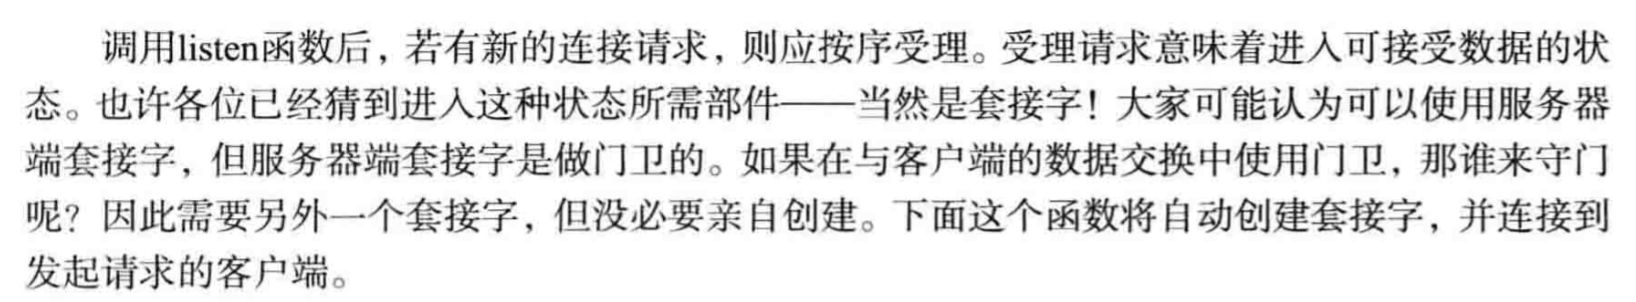 调用listen函数后，若有新的连接请求，则应按序受理。受理请求意味着进入可接受数据的状
态。也许各位已经猜到进入这种状态所需部件——当然是套接字！大家可能认为可以使用服务器
端套接字，但服务器端套接字是做门卫的。如果在与客户端的数据交换中使用门卫，那谁来守门
呢？因此需要另外一个套接字，但没必要亲自创建。下面这个函数将自动创建套接字，并连接到
发起请求的客户端。